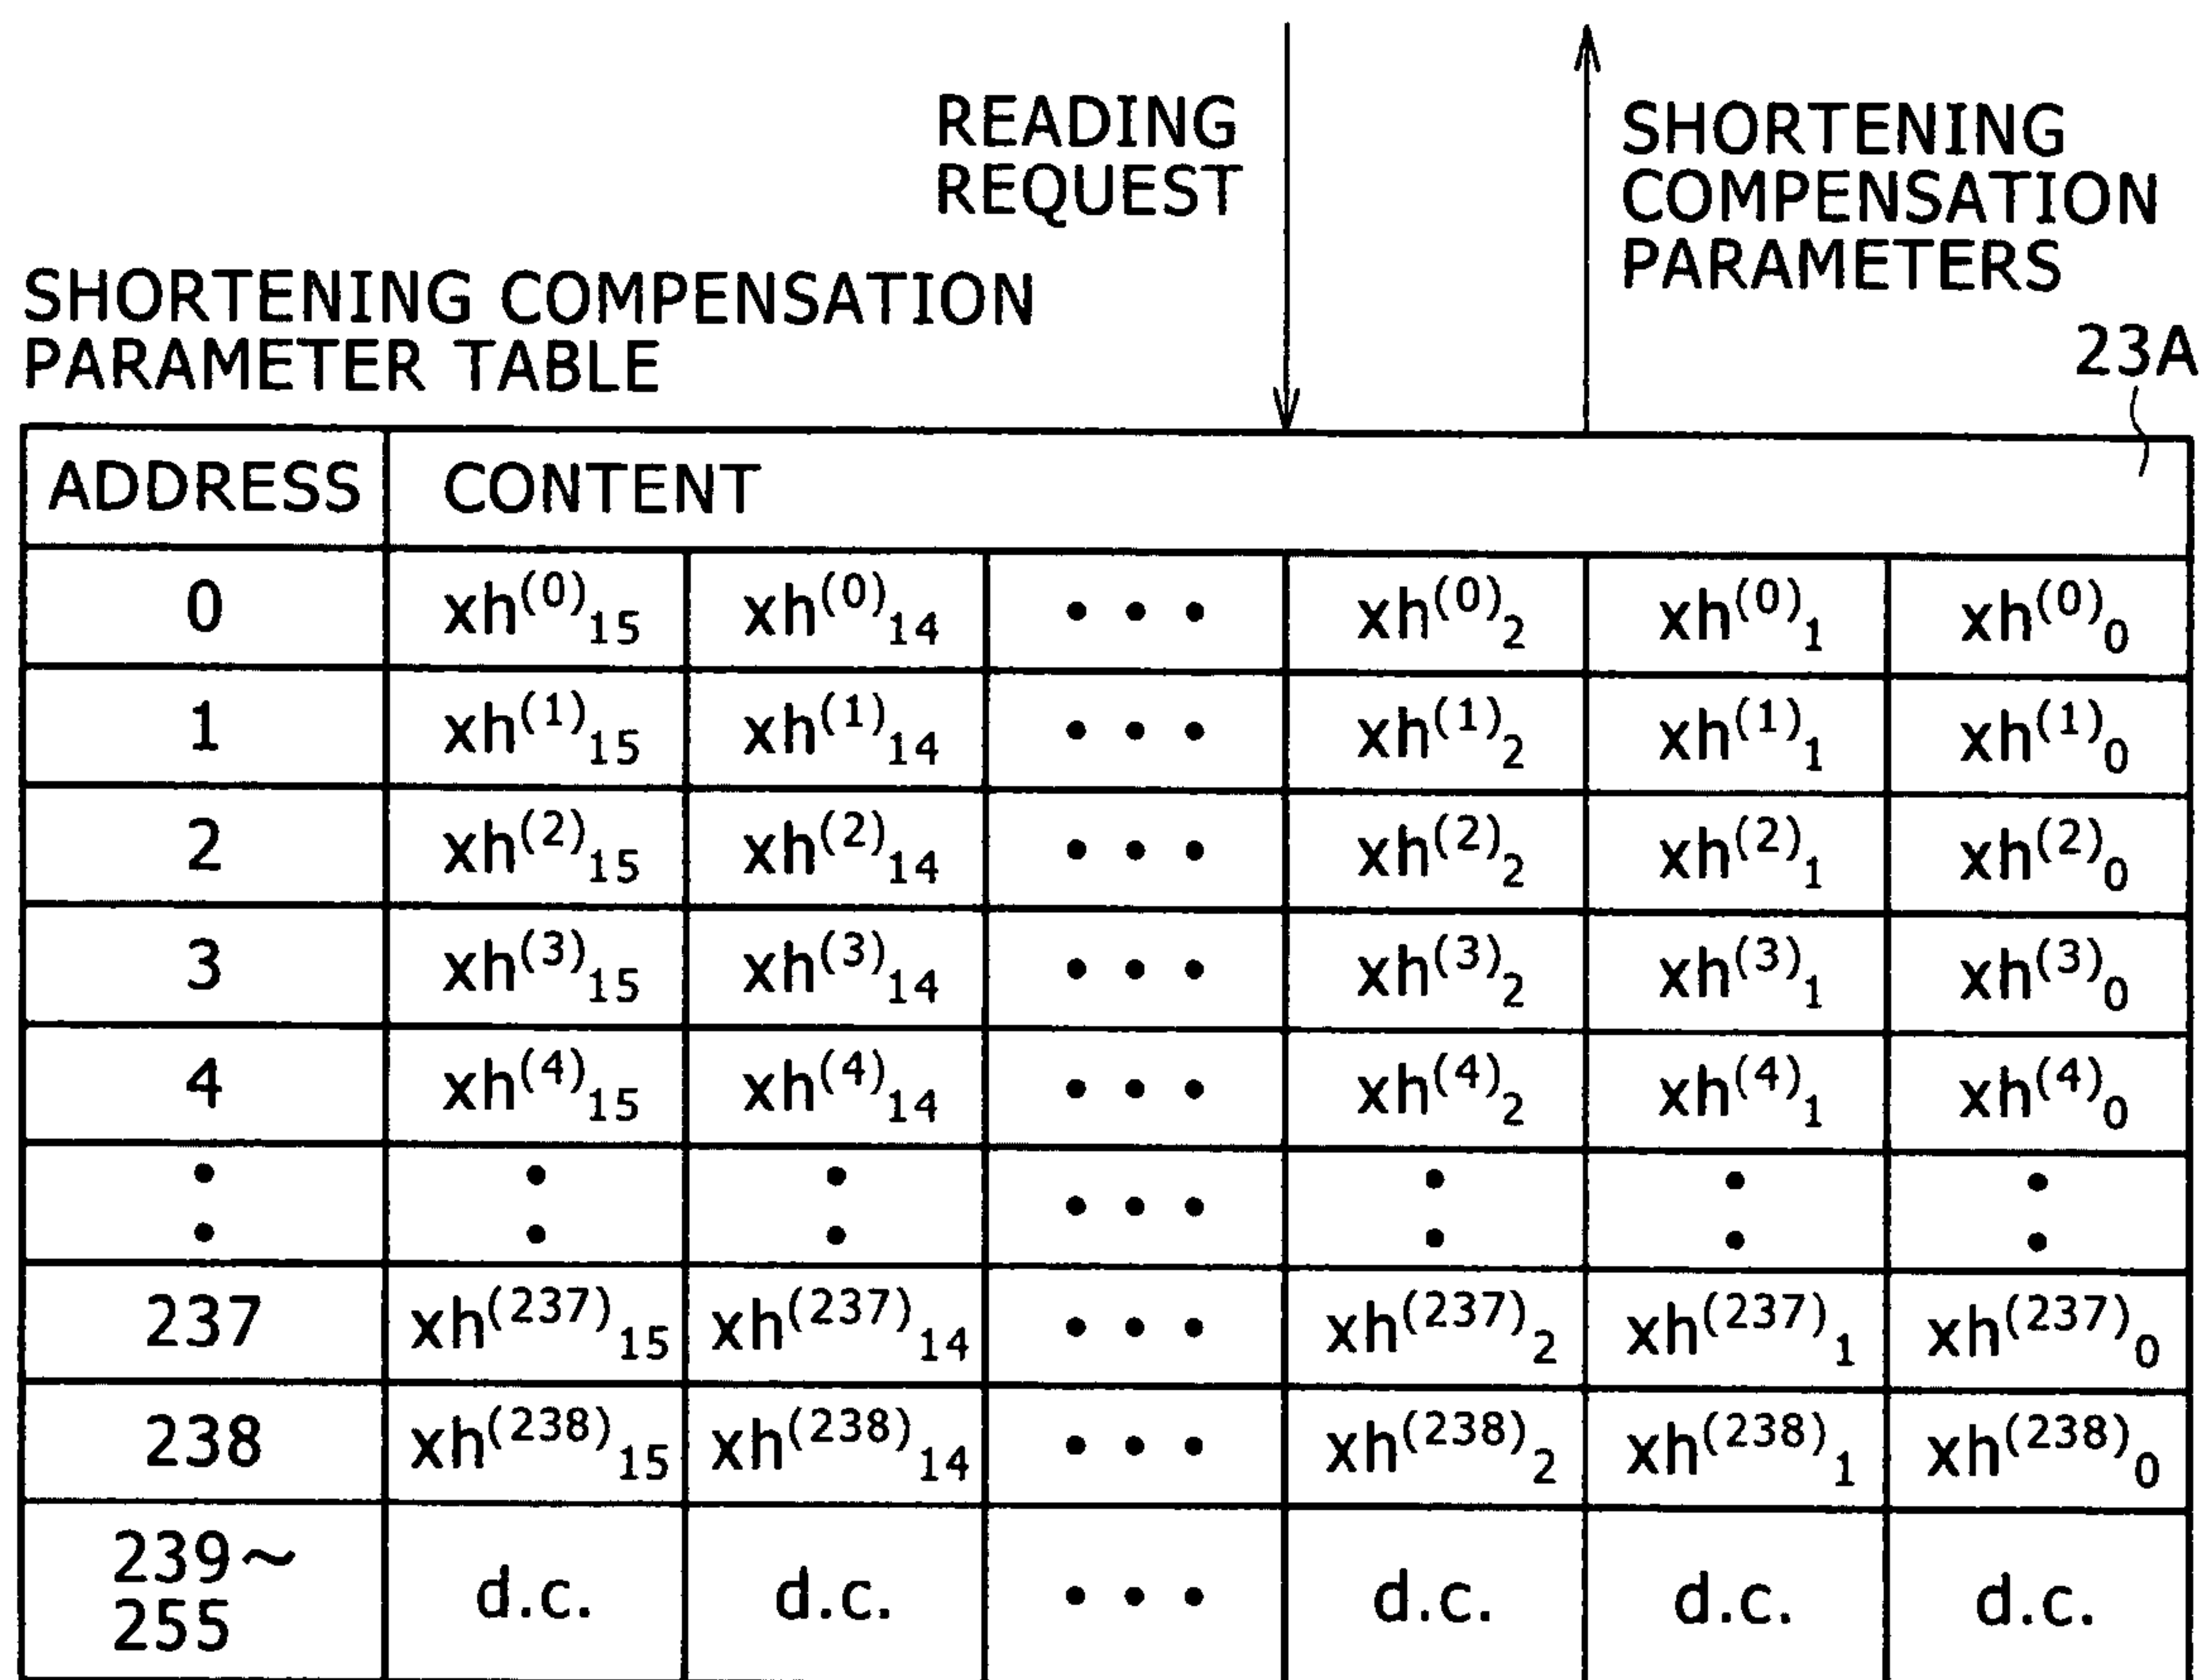 READING
REQUEST
SHORTENING
COMPENSATION
PARAMETERS
SHORTENING COMPENSATION
PARAMETER TABLE
23A
ADDRESS CONTENT
0 xh(0)15 xh(0)14 • • • xh(0)2 xh(0)1 xh(0)0
1 xh(1)15 xh(1)14 • • • xh(1)2 xh(1)1 xh(1)0
2 xh(2)15 xh(2)14 • • • xh(2)2 xh(2)1 xh(2)0
3 xh(3)15 xh(3)14 • • • xh(3)2 xh(3)1 xh(3)0
4 xh(4)15 xh(4)14 • • • xh(4)2 xh(4)1 xh(4)0
: : : • • • : : :
237 xh(237)15 xh(237)14 • • • xh(237)2 xh(237)1 xh(237)0
238 xh(238)15 xh(238)14 • • • xh(238)2 xh(238)1 xh(238)0
239~
255 d.c. d.c. • • • d.c. d.c. d.c.